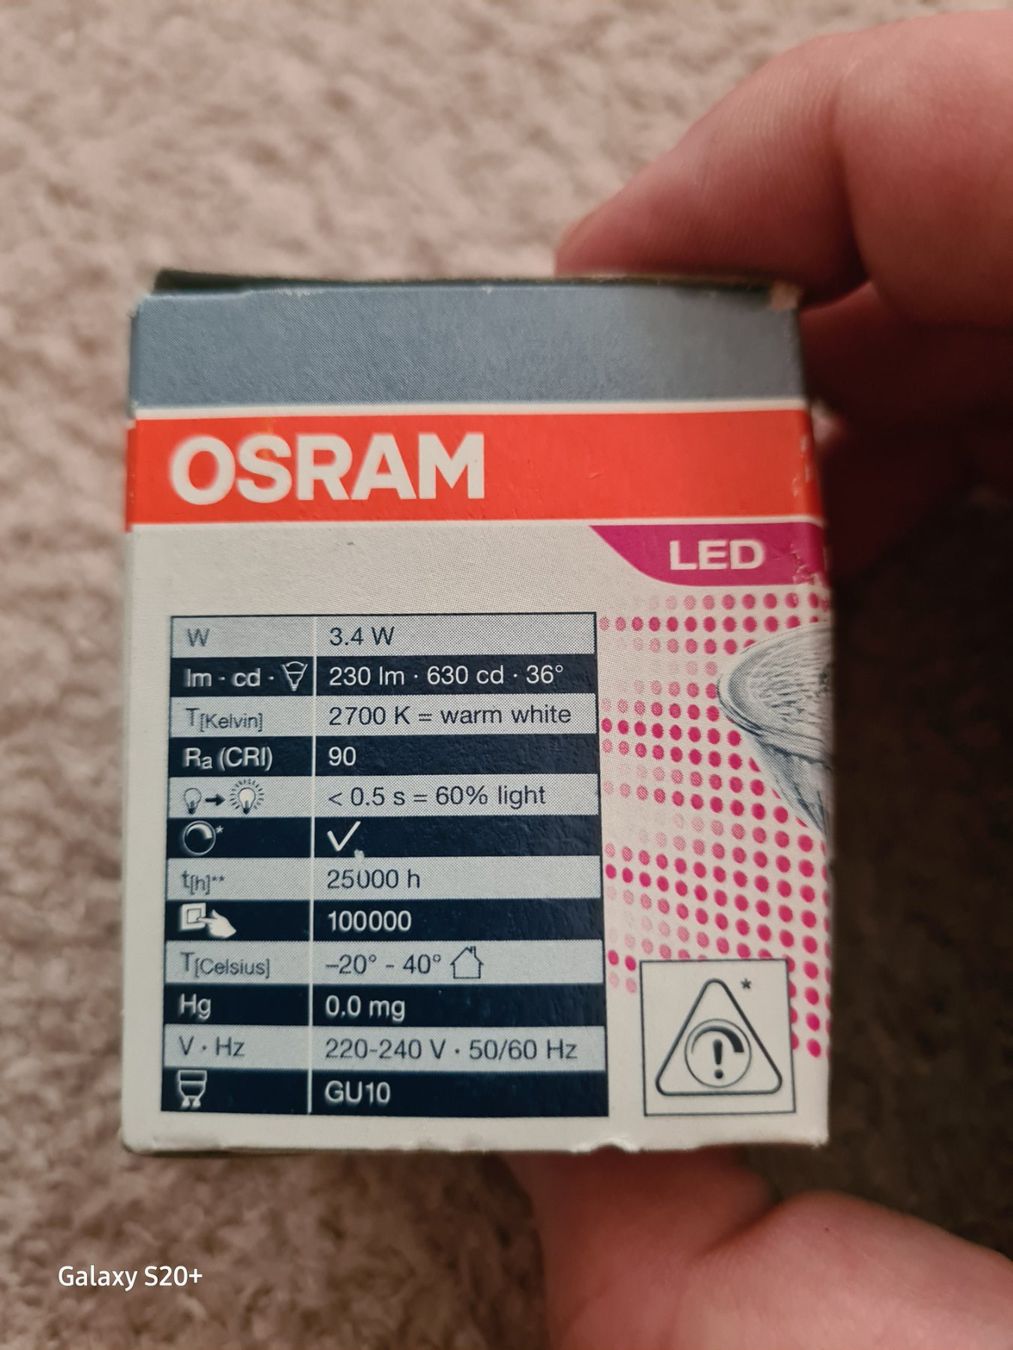 OSRAM
LED
W 3.4 W
lm · cd · 230 lm · 630 cd · 36°
T[Kelvin] 2700 K = warm white
Ra (CRI) 90
< 0.5 s = 60% light
* ✓
t[h]** 25000 h
100000
T[Celsius] –20° - 40°
Hg 0.0 mg
*
V · Hz 220-240 V · 50/60 Hz
!
GU10
Galaxy S20+